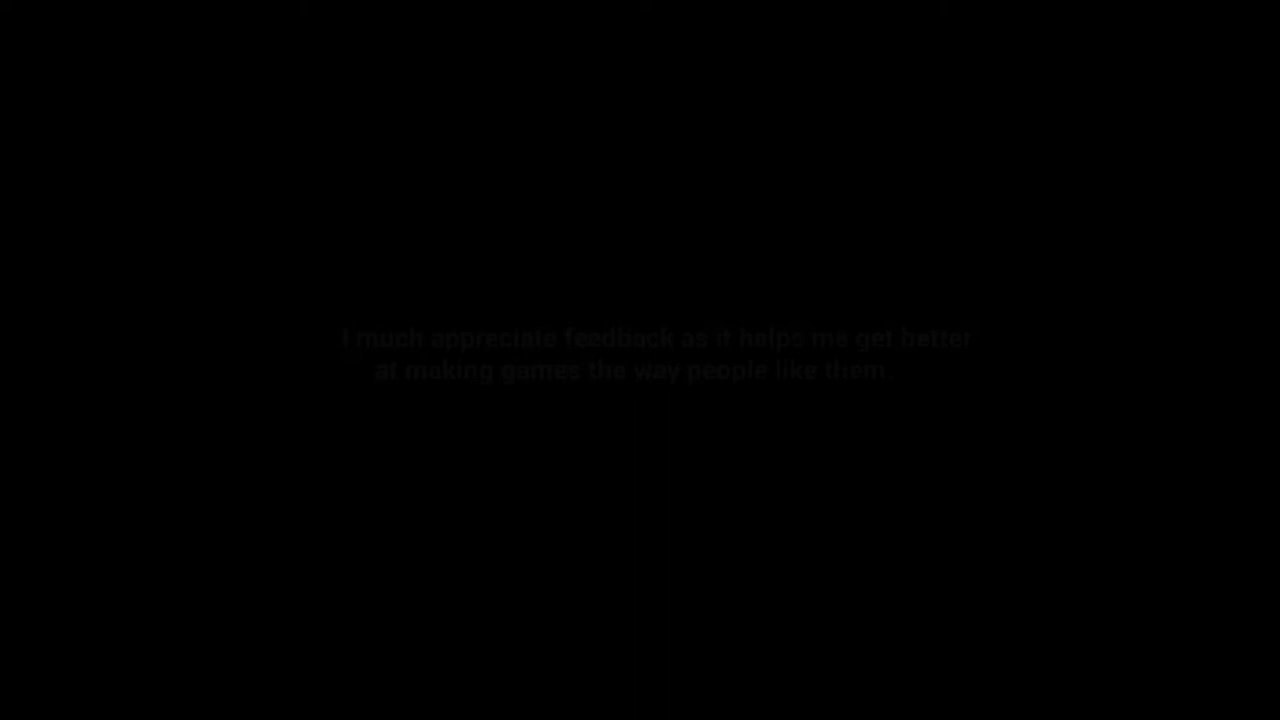 I much appreciate feedback as it helps me get better
at making games the way people like them.